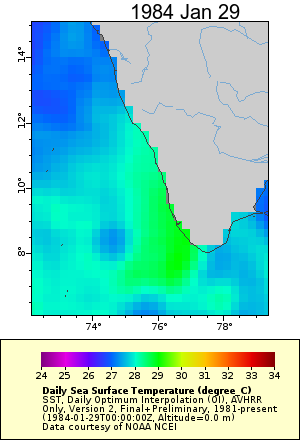 1984 Jan 29
14°
12°
10°
8°
74° 76° 78°
24 25 26 27 28 29 30 31 32 33 34
Daily Sea Surface Temperature (degree_C)
SST, Daily Optimum Interpolation (OI), AVHRR
Only, Version 2, Final+Preliminary, 1981-present
(1984-01-29T00:00:00Z, Altitude=0.0 m)
Data courtesy of NOAA NCEI